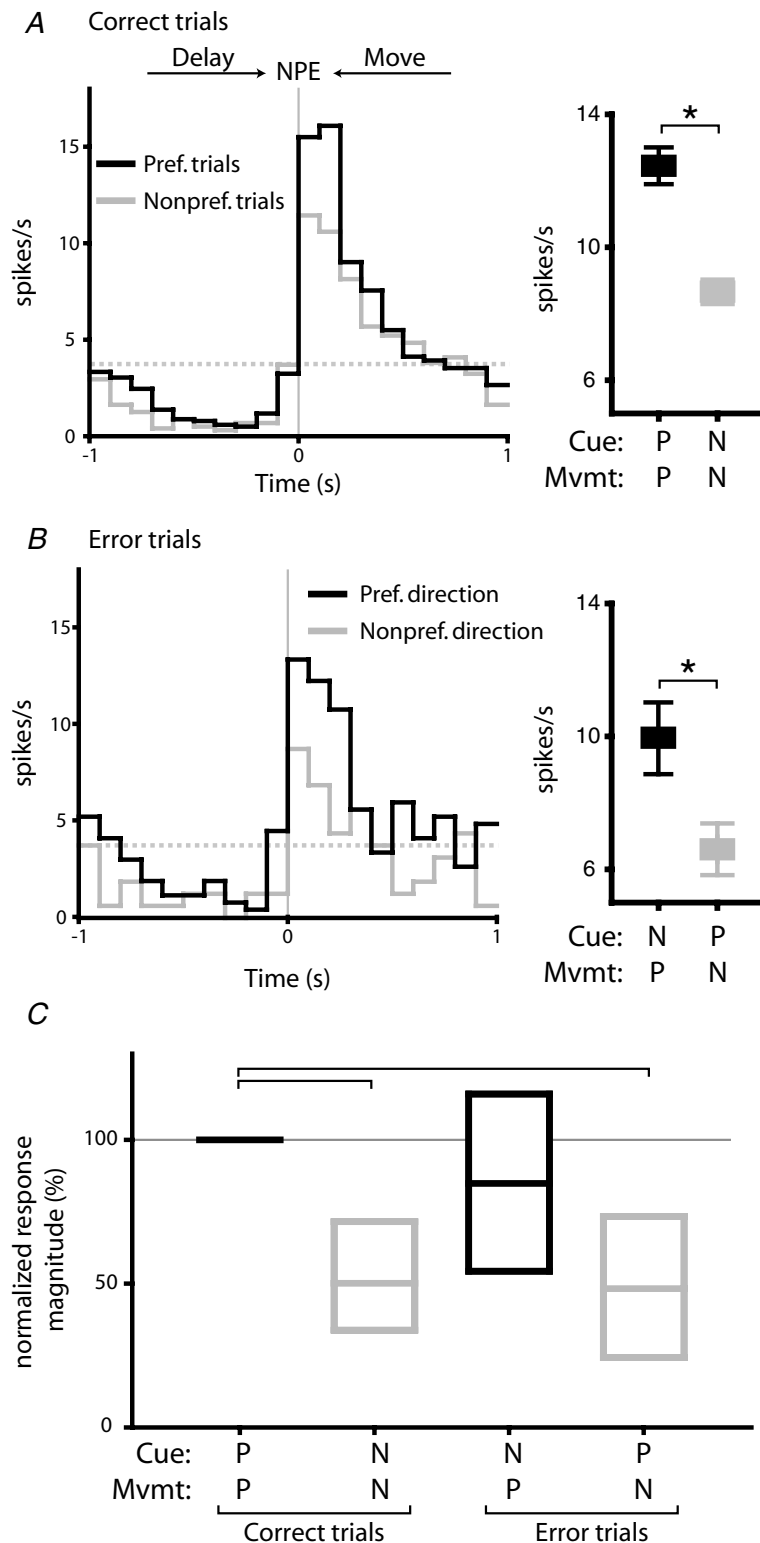 A Correct trials
Delay NPE Move
15
10
5
0
spikes/s
Pref. trials
Nonpref. trials
-1 0 1
Time (s)
14
10
6
spikes/s
*
Cue: P N
Mvmt: P N
B Error trials
15
10
5
0
spikes/s
Pref. direction
Nonpref. direction
-1 0 1
Time (s)
14
10
6
spikes/s
*
Cue: N P
Mvmt: P N
C
100
50
0
normalized response
magnitude (%)
Cue: P N N P
Mvmt: P N P N
Correct trials Error trials